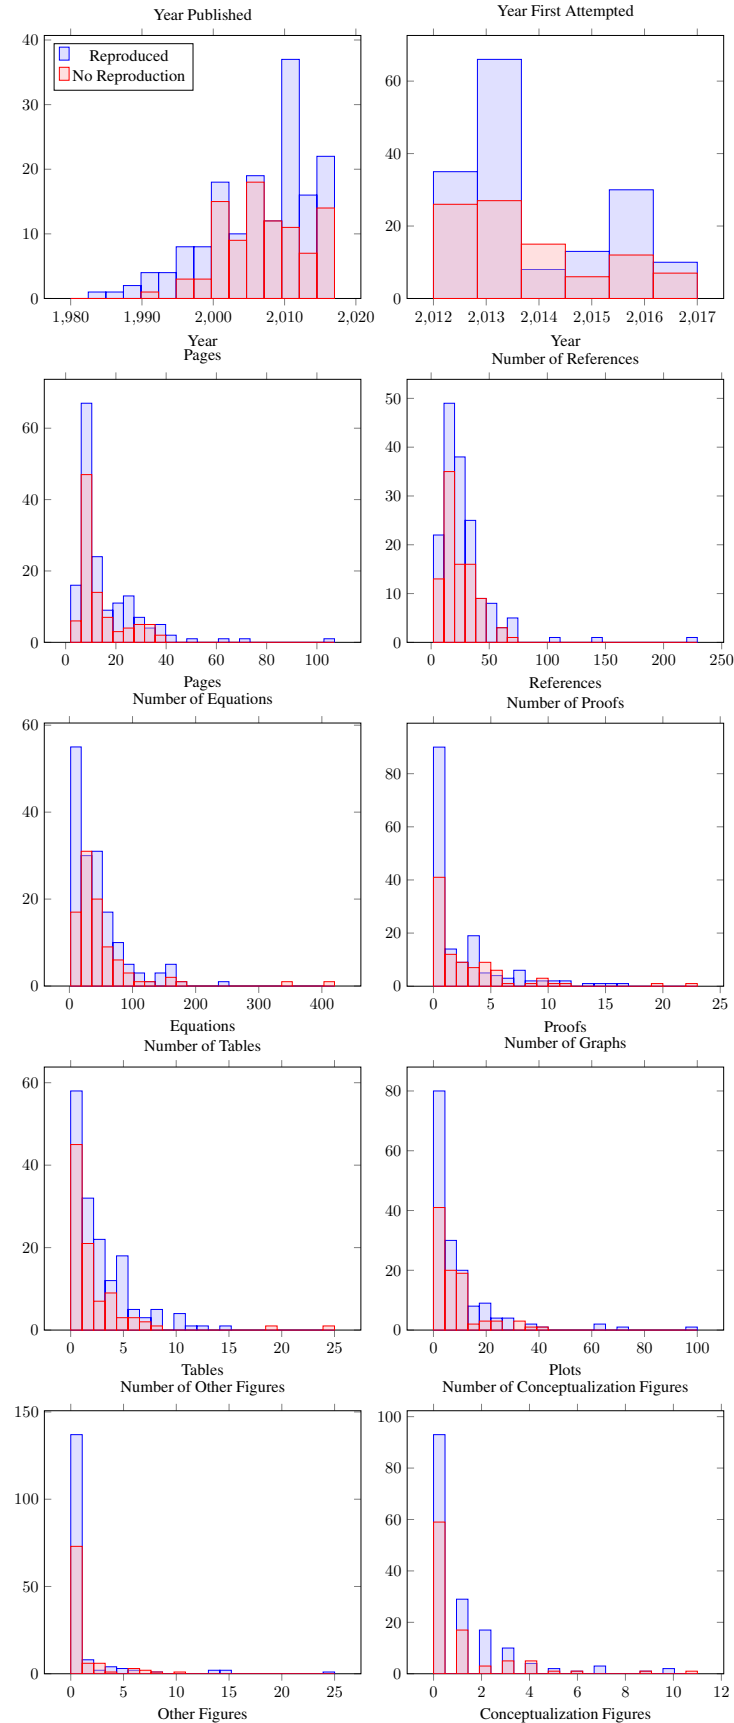 Year Published
Year First Attempted
40
30
20
10
0
Reproduced
No Reproduction
1,980 1,990 2,000 2,010 2,020
Year
60
40
20
0
2,012 2,013 2,014 2,015 2,016 2,017
Year
Pages
Number of References
60
40
20
0
0 20 40 60 80 100
Pages
50
40
30
20
10
0
0 50 100 150 200 250
References
Number of Equations
Number of Proofs
60
40
20
0
0 100 200 300 400
Equations
80
60
40
20
0
0 5 10 15 20 25
Proofs
Number of Tables
Number of Graphs
60
40
20
0
0 5 10 15 20 25
Tables
80
60
40
20
0
0 20 40 60 80 100
Plots
Number of Other Figures
Number of Conceptualization Figures
150
100
50
0
0 5 10 15 20 25
Other Figures
100
80
60
40
20
0
0 2 4 6 8 10 12
Conceptualization Figures